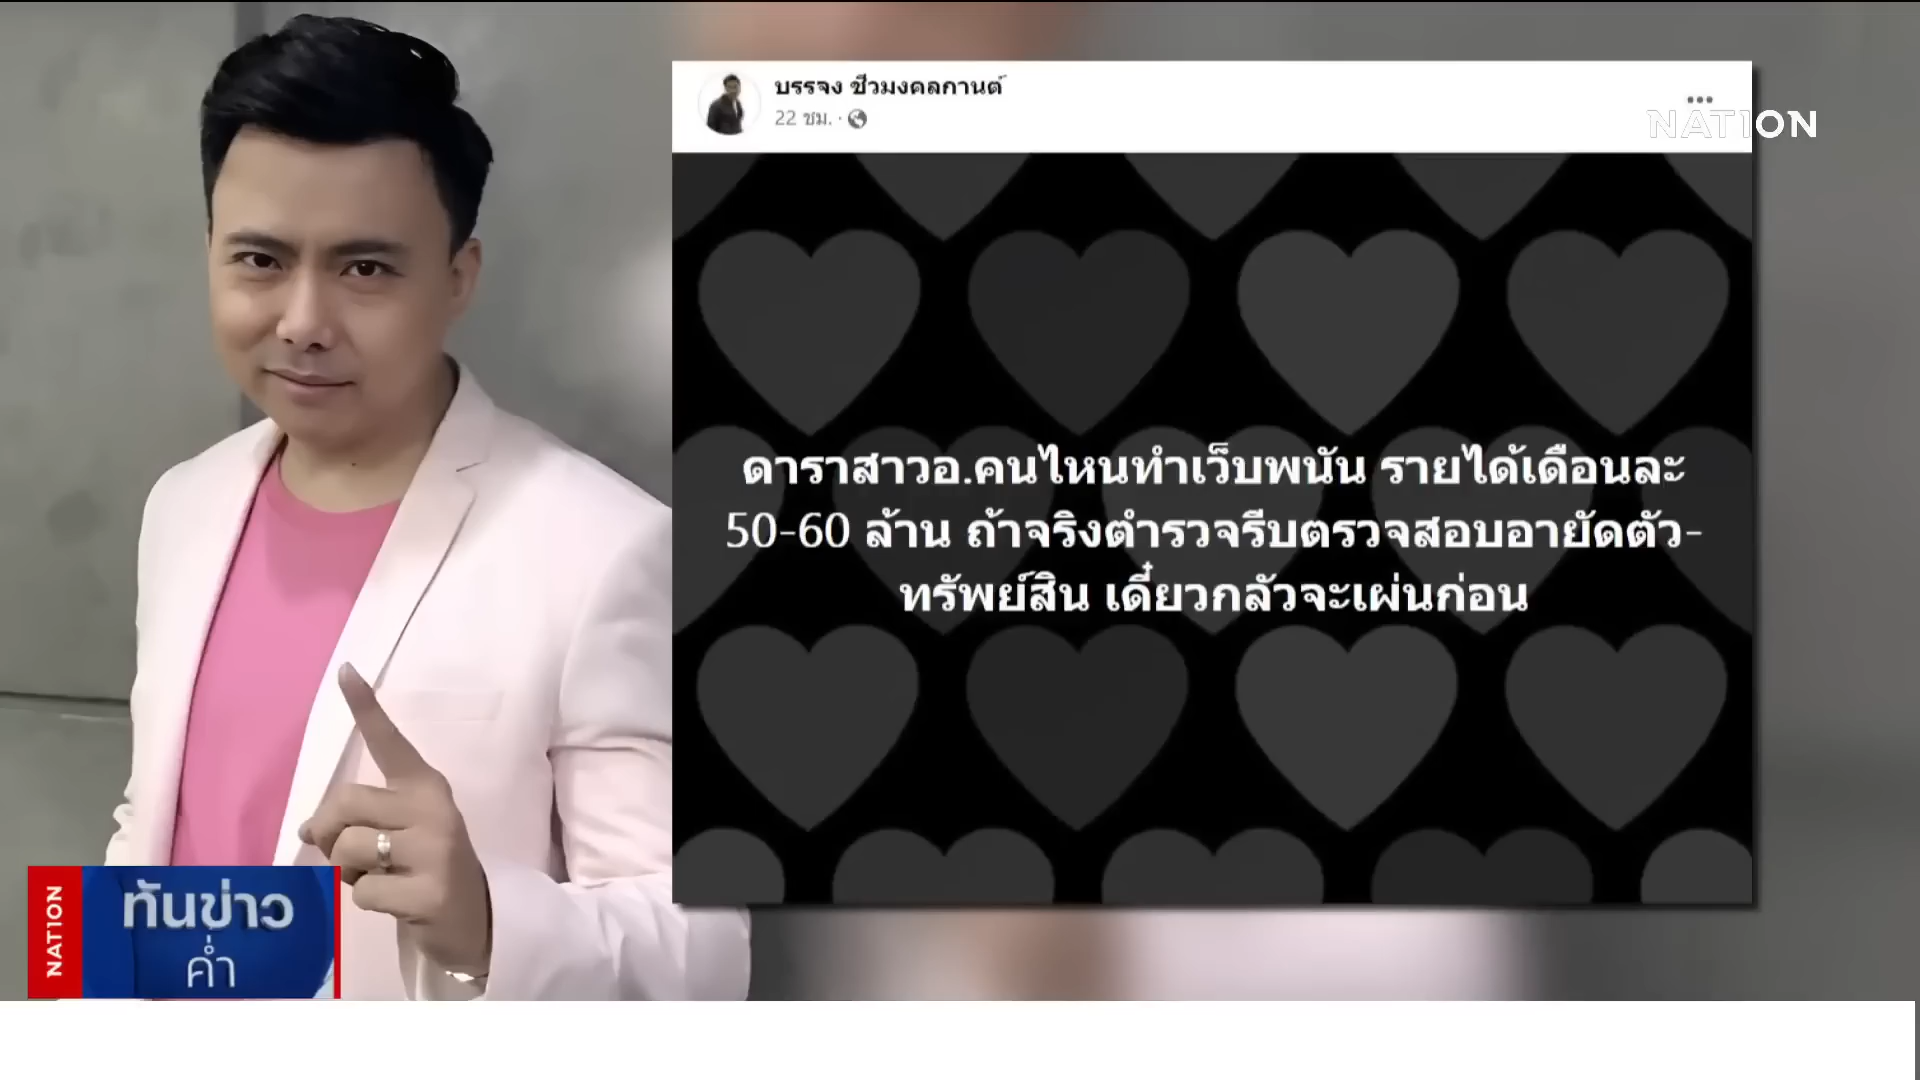 บรรจง ชีวมงคลกานต์
22 ชม. ·
NATION
ดาราสาวอ.คนไหนทำเว็บพนัน รายได้เดือนละ
50-60 ล้าน ถ้าจริงตำรวจรีบตรวจสอบอายัดตัว-
ทรัพย์สิน เดี๋ยวกลัวจะเผ่นก่อน
NATION
ทันข่าว
ค่ำ